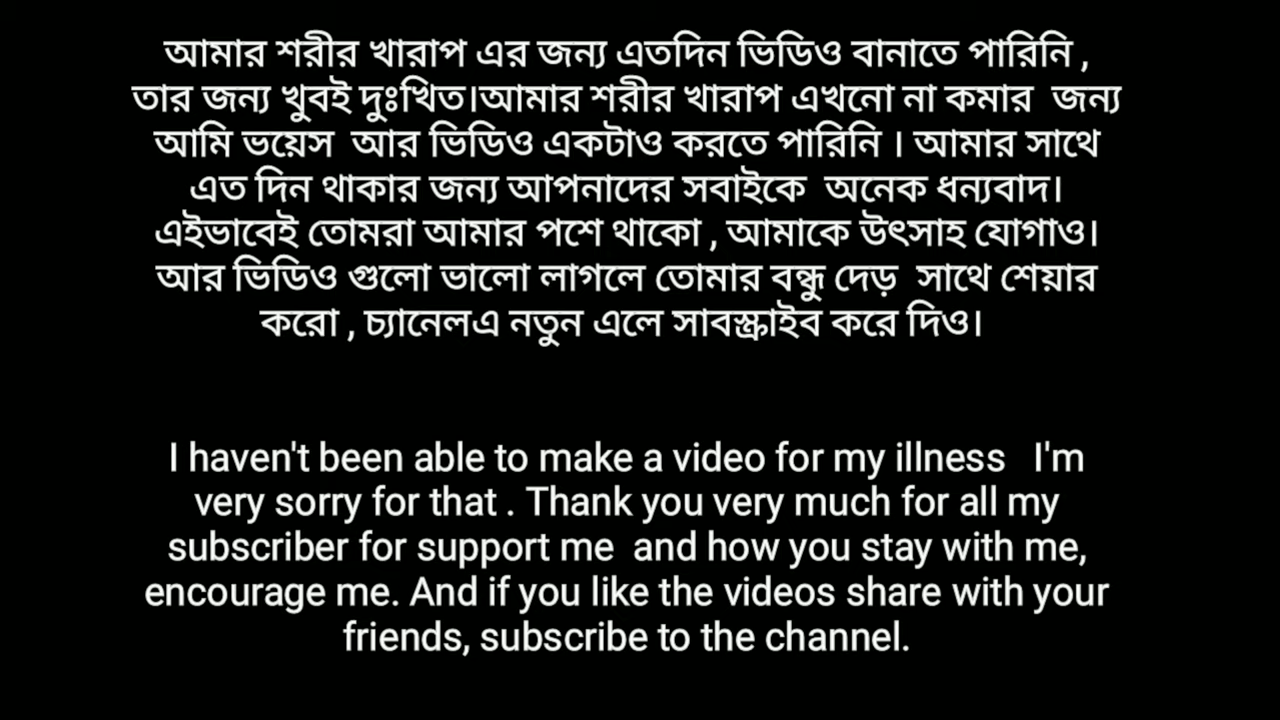 আমার শরীর খারাপ এর জন্য এতদিন ভিডিও বানাতে পারিনি ,
তার জন্য খুবই দুঃখিত।আমার শরীর খারাপ এখনো না কমার জন্য
আমি ভয়েস আর ভিডিও একটাও করতে পারিনি । আমার সাথে
এত দিন থাকার জন্য আপনাদের সবাইকে অনেক ধন্যবাদ।
এইভাবেই তোমরা আমার পশে থাকো , আমাকে উৎসাহ যোগাও।
আর ভিডিও গুলো ভালো লাগলে তোমার বন্ধু দেড় সাথে শেয়ার
করো , চ্যানেলএ নতুন এলে সাবস্ক্রাইব করে দিও।
I haven't been able to make a video for my illness I'm
very sorry for that . Thank you very much for all my
subscriber for support me and how you stay with me,
encourage me. And if you like the videos share with your
friends, subscribe to the channel.